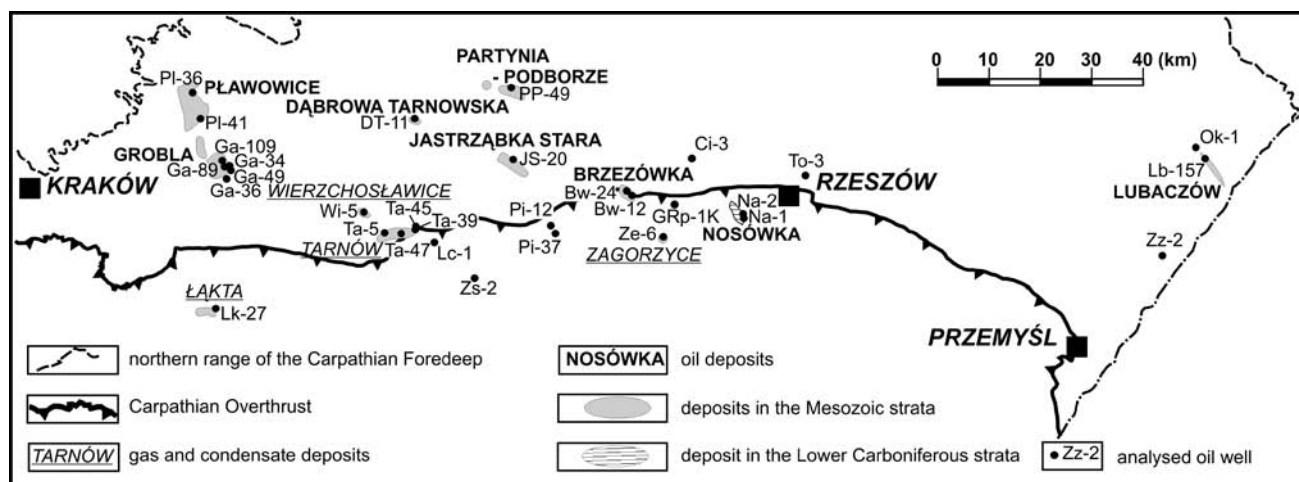 PARTYNIA
- PODBORZE
PP-49
0 10 20 30 40 (km)
Pl-36
PŁAWOWICE
Pl-41
DĄBROWA TARNOWSKA
DT-11
JASTRZĄBKA STARA
JS-20
Ga-109
GROBLA
Ga-34
Ga-89
Ga-49
Ga-36
KRAKÓW
WIERZCHOSŁAWICE
Wi-5
Ta-45
Ta-39
Ta-5
TARNÓW
Ta-47
Lc-1
Zs-2
Pi-12
Pi-37
BRZEZÓWKA
Bw-24
Bw-12
Ci-3
GRp-1K
Ze-6
ZAGORZYCE
Na-2
Na-1
NOSÓWKA
To-3
RZESZÓW
Ok-1
Lb-157
LUBACZÓW
Zz-2
ŁĄKTA
Lk-27
PRZEMYŚL
northern range of the Carpathian Foredeep
Carpathian Overthrust
TARNÓW gas and condensate deposits
NOSÓWKA oil deposits
deposits in the Mesozoic strata
deposit in the Lower Carboniferous strata
Zz-2 analysed oil well